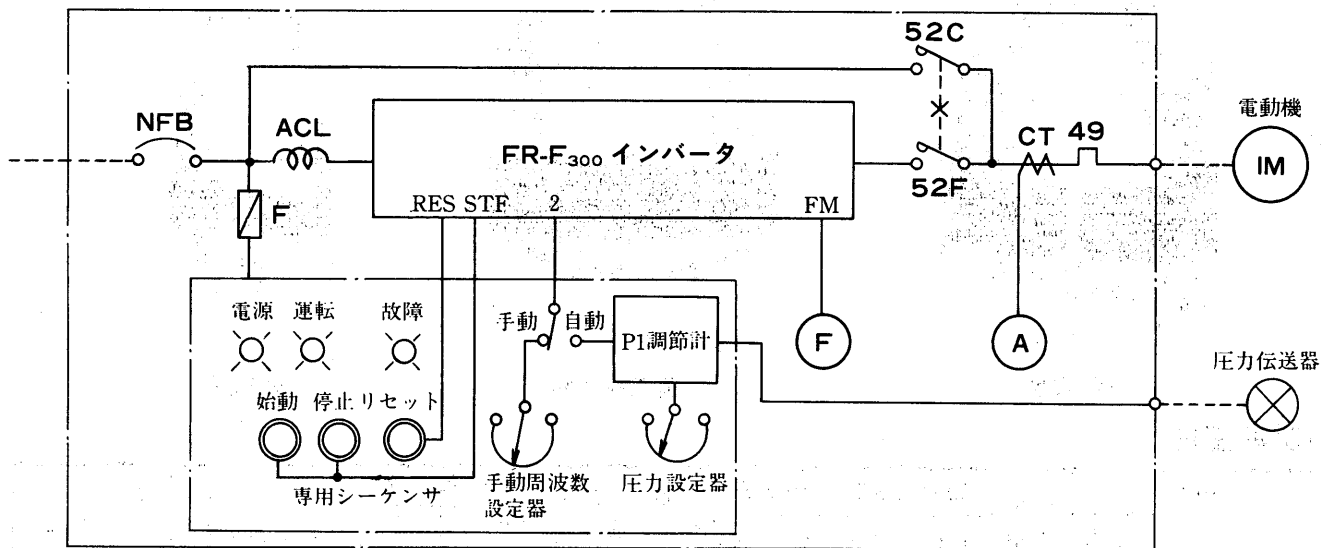 52C
電動機
NFB
ACL
FR-F300 インバータ
CT 49
IM
52F
RES STF 2 FM
F
電源 運転 故障
手動 自動
P1調節計
F
A
圧力伝送器
始動 停止 リセット
専用シーケンサ
手動周波数
設定器
圧力設定器